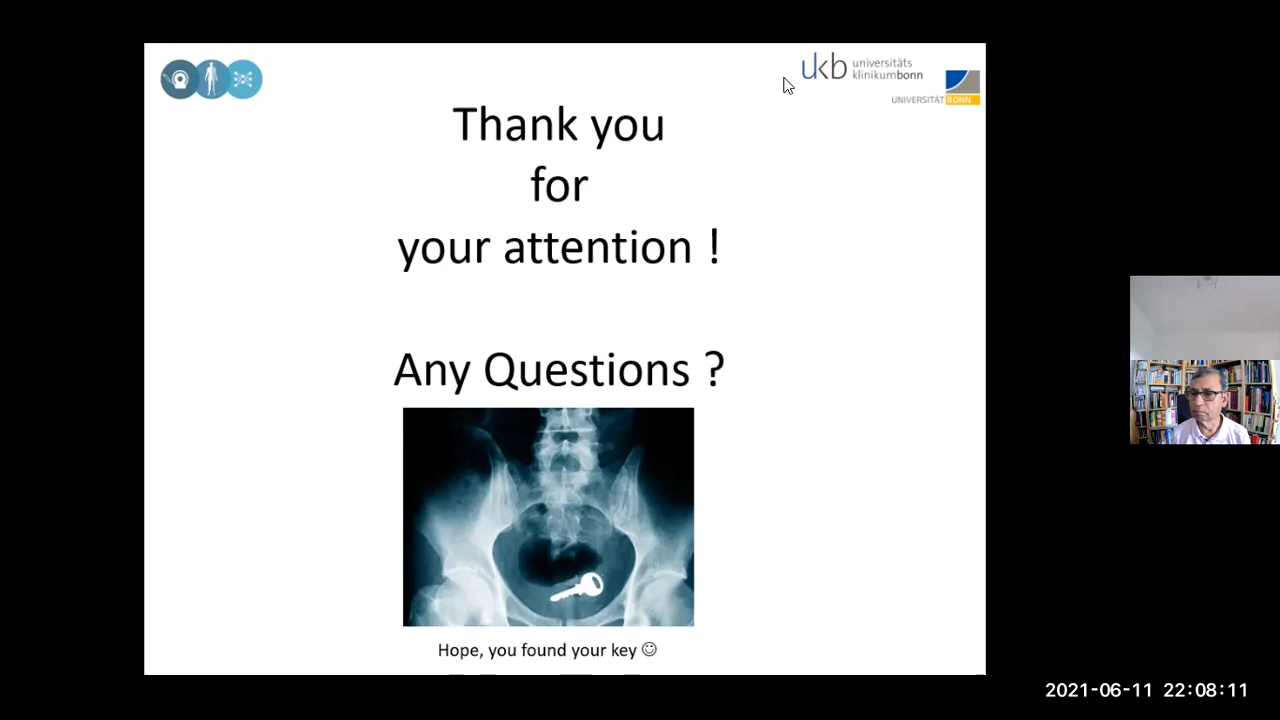 ukb universitäts
klinikumbonn
UNIVERSITÄT BONN
Thank you
for
your attention !
Any Questions ?
Hope, you found your key ☺
2021-06-11 22:08:11